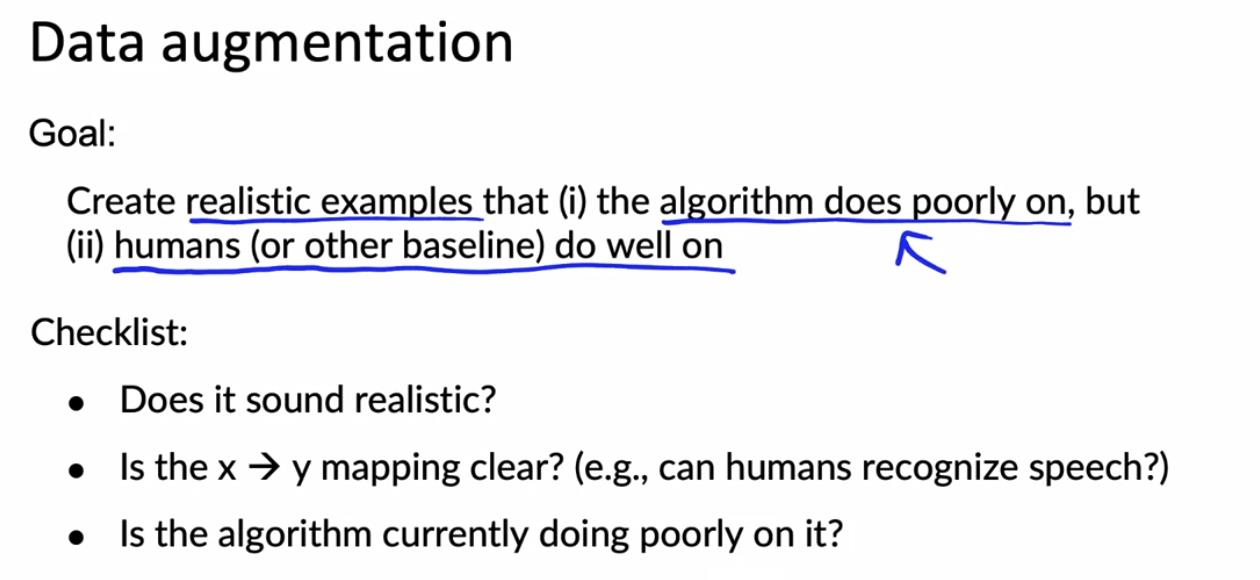 Data augmentation
Goal:
Create realistic examples that (i) the algorithm does poorly on, but
(ii) humans (or other baseline) do well on
Checklist:
● Does it sound realistic?
● Is the x → y mapping clear? (e.g., can humans recognize speech?)
● Is the algorithm currently doing poorly on it?